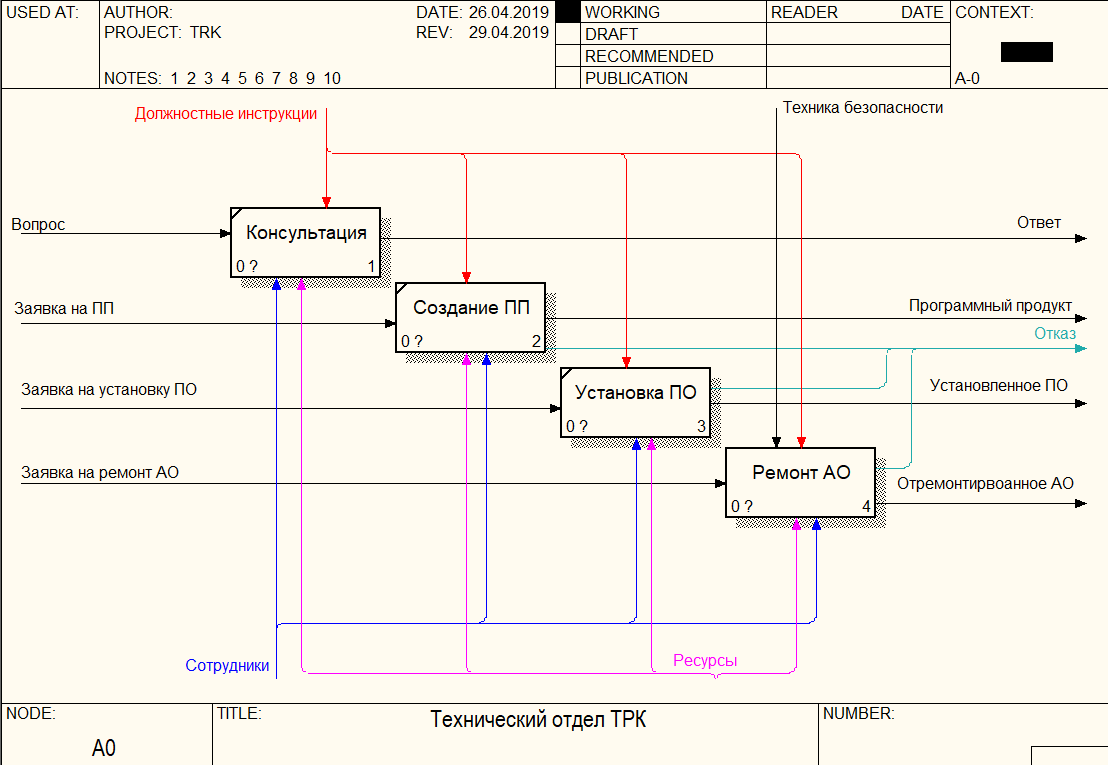 USED AT:
AUTHOR:
DATE: 26.04.2019
PROJECT: TRK
REV: 29.04.2019
NOTES: 1 2 3 4 5 6 7 8 9 10
WORKING
DRAFT
RECOMMENDED
PUBLICATION
READER DATE
CONTEXT:
A-0
Должностные инструкции
Техника безопасности
Вопрос
Консультация
0 ? 1
Ответ
Заявка на ПП
Создание ПП
0 ? 2
Программный продукт
Отказ
Заявка на установку ПО
Установка ПО
0 ? 3
Установленное ПО
Заявка на ремонт АО
Ремонт АО
0 ? 4
Отремонтирвоанное АО
Сотрудники
Ресурсы
NODE:
A0
TITLE:
Технический отдел ТРК
NUMBER: